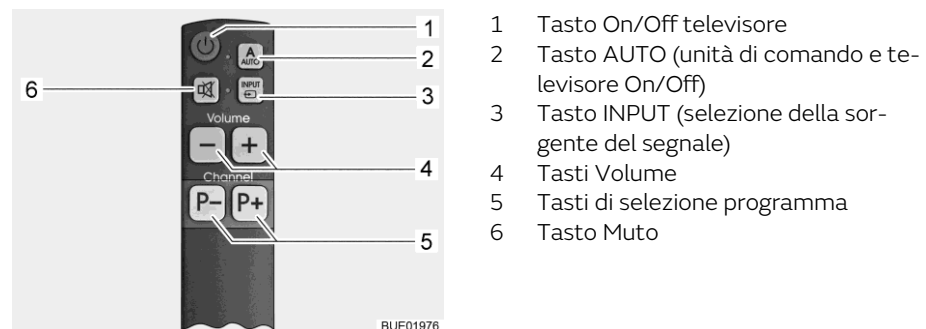 1
A
AUTO
2
6
INPUT
3
Volume
− +
4
Channel
P− P+
5
BUE01976
1 Tasto On/Off televisore
2 Tasto AUTO (unità di comando e te-
levisore On/Off)
3 Tasto INPUT (selezione della sor-
gente del segnale)
4 Tasti Volume
5 Tasti di selezione programma
6 Tasto Muto